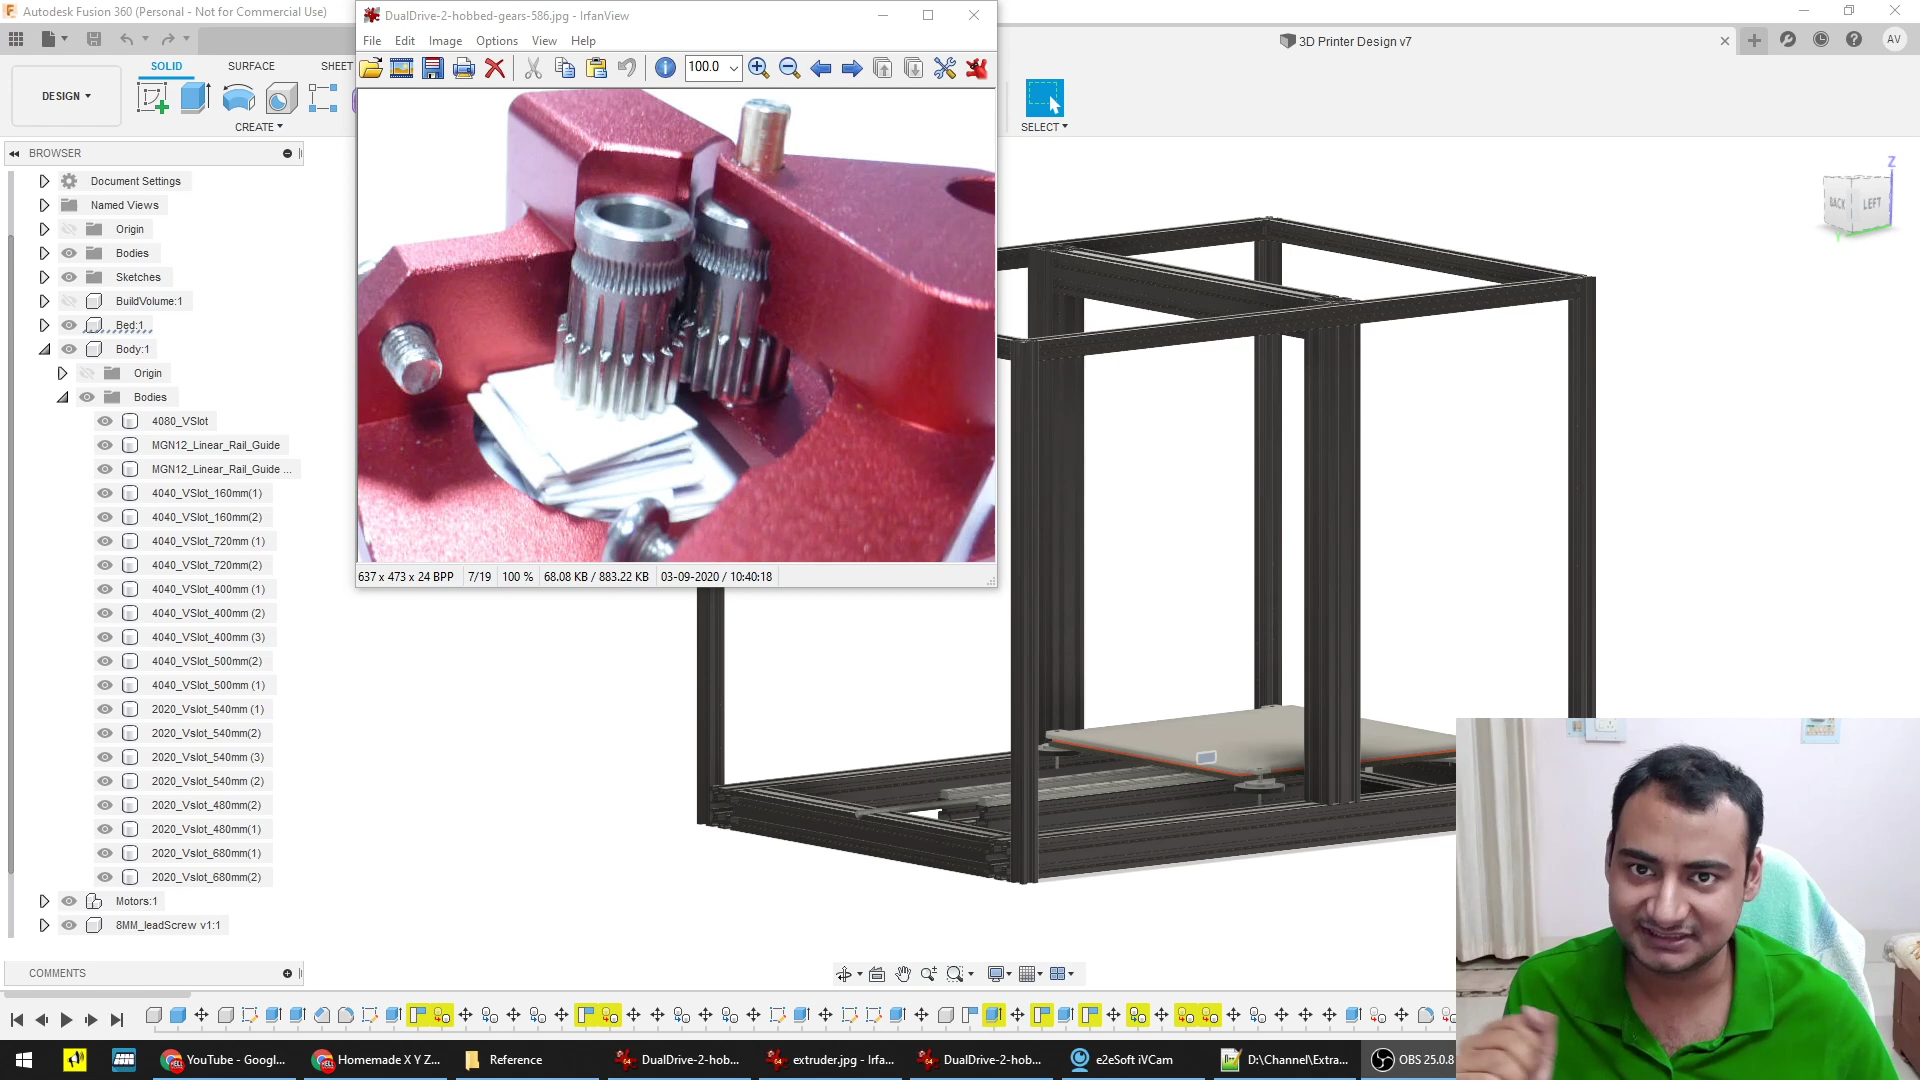 Autodesk Fusion 360 (Personal - Not for Commercial Use)
DualDrive-2-hobbed-gears-586.jpg - IrfanView
File Edit Image Options View Help
100.0
3D Printer Design v7
AV
DESIGN
SOLID
SURFACE
SHEET
CREATE
SELECT
BROWSER
Document Settings
Named Views
Origin
Bodies
Sketches
BuildVolume:1
Bed:1
Body:1
Origin
Bodies
4080_VSlot
MGN12_Linear_Rail_Guide
MGN12_Linear_Rail_Guide ...
4040_VSlot_160mm(1)
4040_VSlot_160mm(2)
4040_VSlot_720mm (1)
4040_VSlot_720mm(2)
4040_VSlot_400mm (1)
4040_VSlot_400mm (2)
4040_VSlot_400mm (3)
4040_VSlot_500mm(2)
4040_VSlot_500mm (1)
2020_Vslot_540mm (1)
2020_Vslot_540mm(2)
2020_Vslot_540mm (3)
2020_Vslot_540mm (2)
2020_Vslot_480mm(2)
2020_Vslot_480mm(1)
2020_Vslot_680mm(1)
2020_Vslot_680mm(2)
Motors:1
8MM_leadScrew v1:1
637 x 473 x 24 BPP 7/19 100 % 68.08 KB / 883.22 KB 03-09-2020 / 10:40:18
Z
BACK
LEFT
Y
COMMENTS
YouTube - Googl...
Homemade X Y Z...
Reference
DualDrive-2-hob...
extruder.jpg - Irfa...
DualDrive-2-hob...
e2eSoft iVCam
D:\Channel\Extra...
OBS 25.0.8